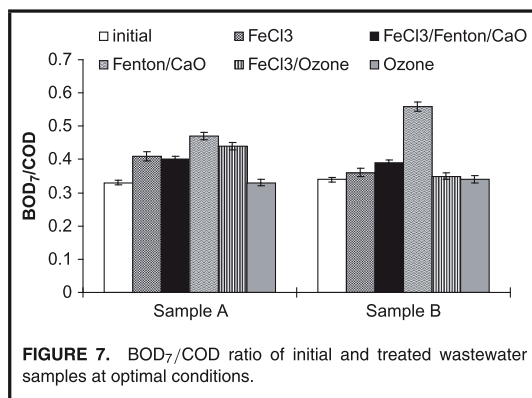 initial FeCl3 FeCl3/Fenton/CaO
Fenton/CaO FeCl3/Ozone Ozone
BOD₇/COD
0.7
0.6
0.5
0.4
0.3
0.2
0.1
0
Sample A Sample B
FIGURE 7. BOD₇/COD ratio of initial and treated wastewater
samples at optimal conditions.